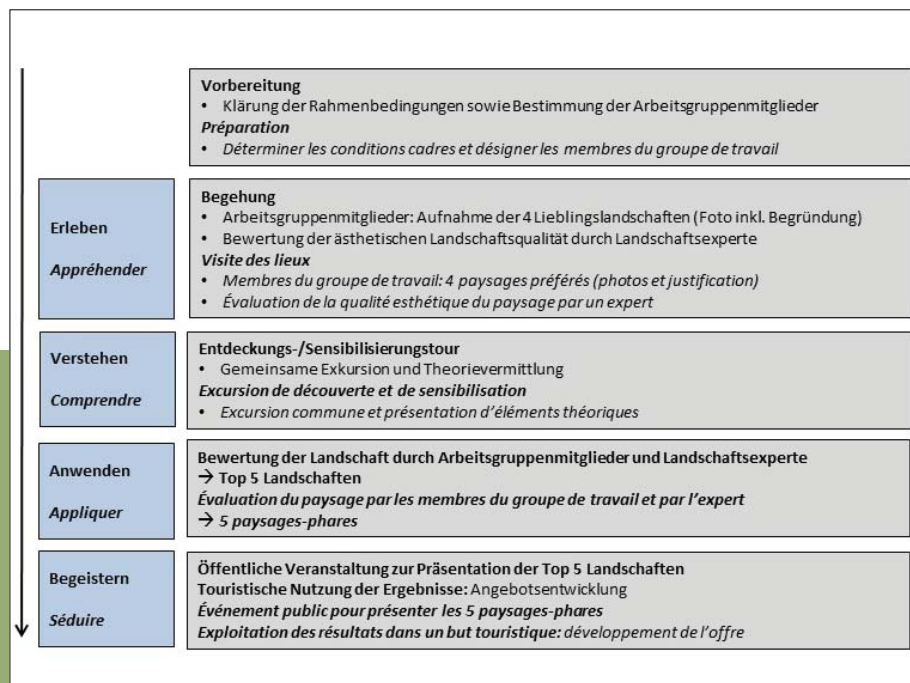 Vorbereitung
• Klärung der Rahmenbedingungen sowie Bestimmung der Arbeitsgruppenmitglieder
Préparation
• Déterminer les conditions cadres et désigner les membres du groupe de travail
Erleben
Appréhender
Begehung
• Arbeitsgruppenmitglieder: Aufnahme der 4 Lieblingslandschaften (Foto inkl. Begründung)
• Bewertung der ästhetischen Landschaftsqualität durch Landschaftsexperte
Visite des lieux
• Membres du groupe de travail: 4 paysages préférés (photos et justification)
• Évaluation de la qualité esthétique du paysage par un expert
Verstehen
Comprendre
Entdeckungs-/Sensibilisierungstour
• Gemeinsame Exkursion und Theorievermittlung
Excursion de découverte et de sensibilisation
• Excursion commune et présentation d'éléments théoriques
Anwenden
Appliquer
Bewertung der Landschaft durch Arbeitsgruppenmitglieder und Landschaftsexperte
→ Top 5 Landschaften
Évaluation du paysage par les membres du groupe de travail et par l'expert
→ 5 paysages-phares
Begeistern
Séduire
Öffentliche Veranstaltung zur Präsentation der Top 5 Landschaften
Touristische Nutzung der Ergebnisse: Angebotsentwicklung
Événement public pour présenter les 5 paysages-phares
Exploitation des résultats dans un but touristique: développement de l'offre